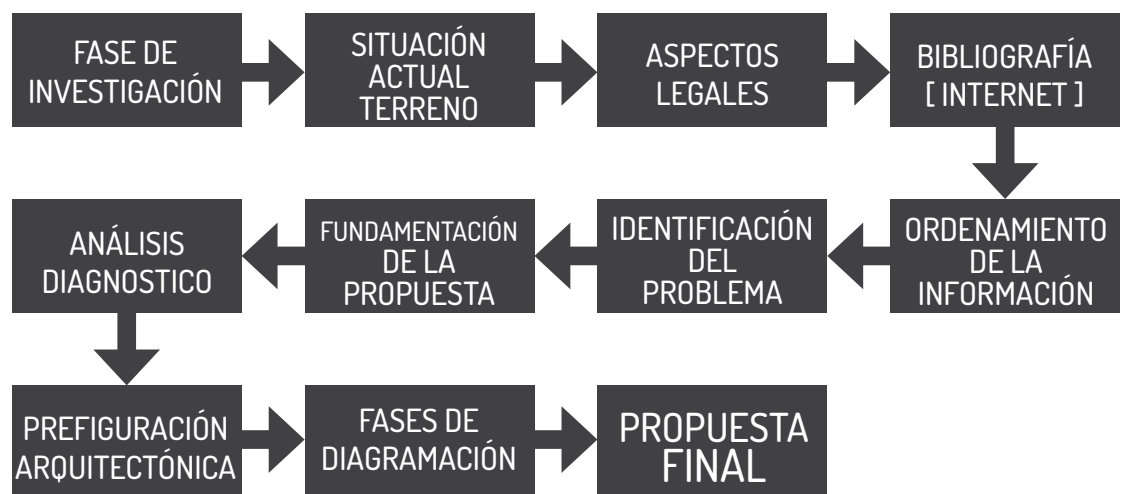 FASE DE
INVESTIGACIÓN
SITUACIÓN
ACTUAL
TERRENO
ASPECTOS
LEGALES
BIBLIOGRAFÍA
[ INTERNET ]
ORDENAMIENTO
DE LA
INFORMACIÓN
IDENTIFICACIÓN
DEL
PROBLEMA
FUNDAMENTACIÓN
DE LA
PROPUESTA
ANÁLISIS
DIAGNOSTICO
PREFIGURACIÓN
ARQUITECTÓNICA
FASES DE
DIAGRAMACIÓN
PROPUESTA
FINAL